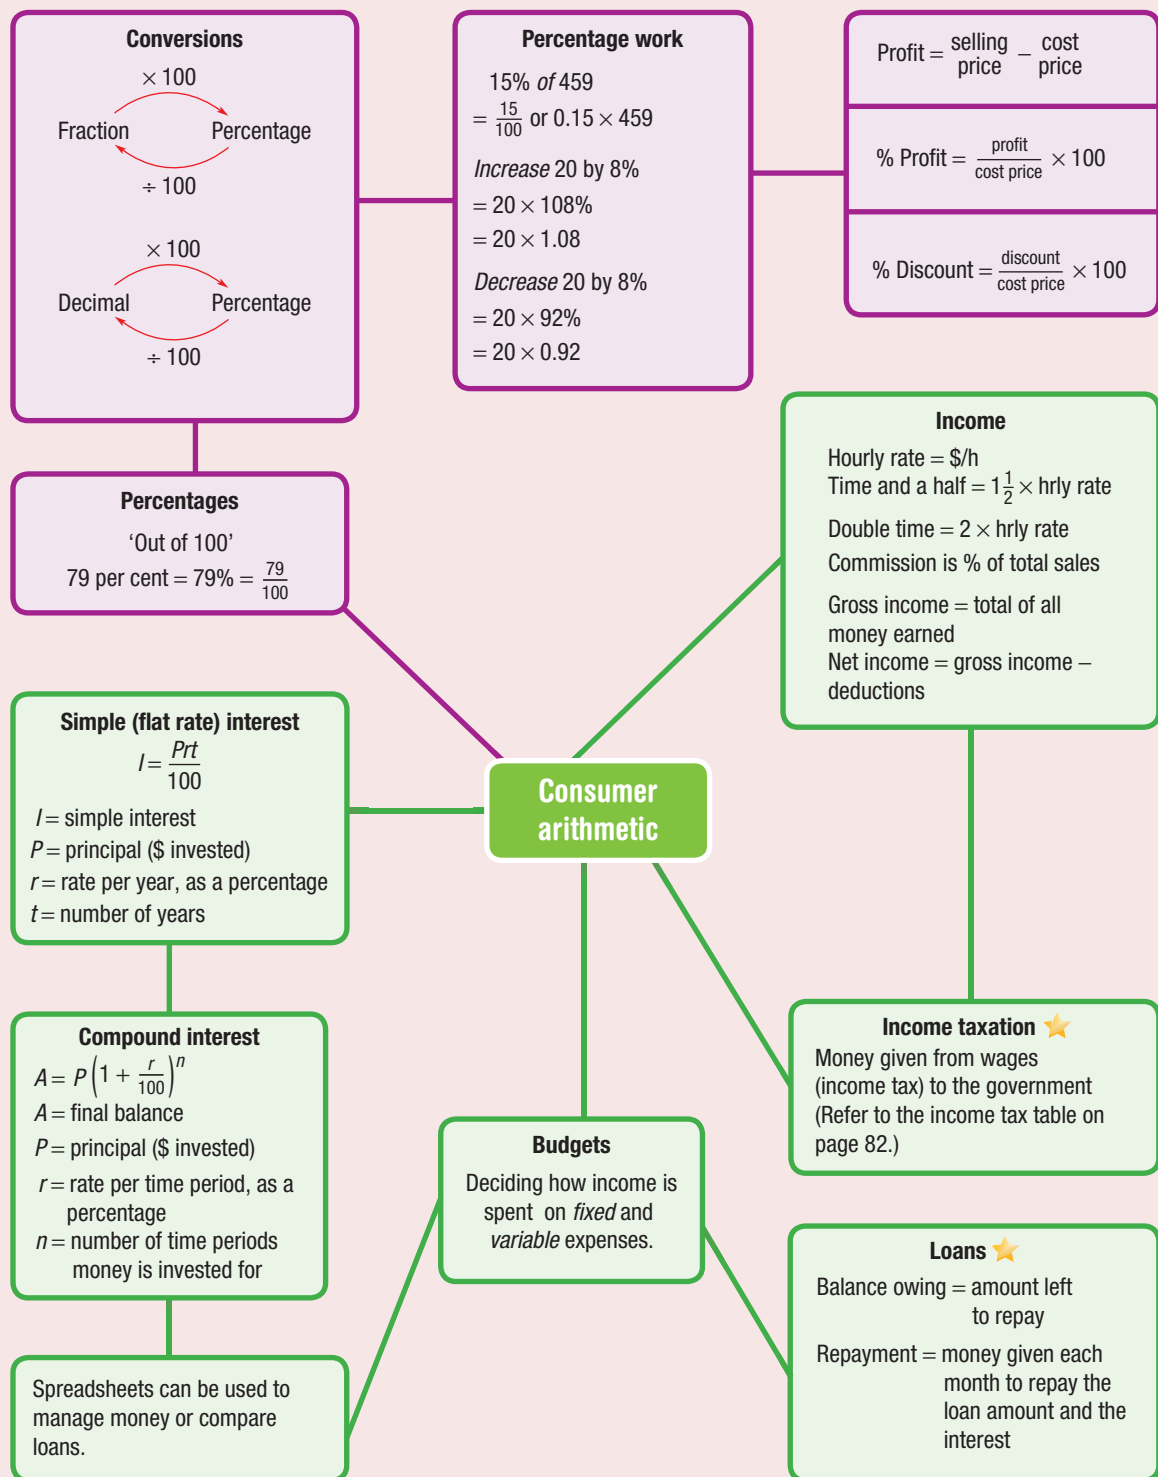 Conversions
× 100
Fraction Percentage
÷ 100
× 100
Decimal Percentage
÷ 100
Percentage work
15% of 459
= 15/100 or 0.15 × 459
Increase 20 by 8%
= 20 × 108%
= 20 × 1.08
Decrease 20 by 8%
= 20 × 92%
= 20 × 0.92
Profit = selling price − cost price
% Profit = profit/cost price × 100
% Discount = discount/cost price × 100
Percentages
‘Out of 100’
79 per cent = 79% = 79/100
Income
Hourly rate = $/h
Time and a half = 1 1/2 × hrly rate
Double time = 2 × hrly rate
Commission is % of total sales
Gross income = total of all
money earned
Net income = gross income −
deductions
Simple (flat rate) interest
I = Prt/100
I = simple interest
P = principal ($ invested)
r = rate per year, as a percentage
t = number of years
Consumer
arithmetic
Compound interest
A = P(1 + r/100)^n
A = final balance
P = principal ($ invested)
r = rate per time period, as a
percentage
n = number of time periods
money is invested for
Income taxation
Money given from wages
(income tax) to the government
(Refer to the income tax table on
page 82.)
Budgets
Deciding how income is
spent on fixed and
variable expenses.
Loans
Balance owing = amount left
to repay
Repayment = money given each
month to repay the
loan amount and the
interest
Spreadsheets can be used to
manage money or compare
loans.